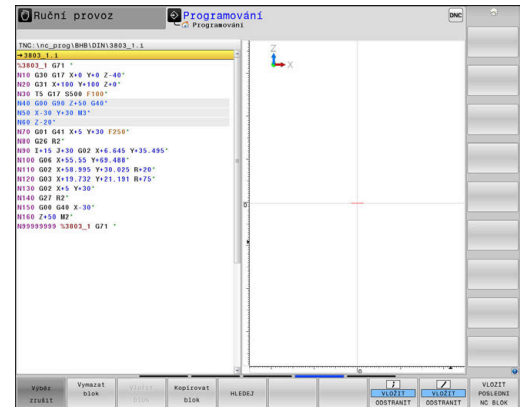 Ruční provoz
Programování
Programování
DNC
TNC:\nc_prog\BHB\DIN\3803_1.i
→3803_1.i
%3803_1 G71 *
N10 G30 G17 X+0 Y+0 Z-40*
N20 G31 X+100 Y+100 Z+0*
N30 T5 G17 S500 F100*
N40 G00 G90 Z+50 G40*
N50 X-30 Y+30 M3*
N60 Z-20*
N70 G01 G41 X+5 Y+30 F250*
N80 G26 R2*
N90 I+15 J+30 G02 X+6.645 Y+35.495*
N100 G06 X+55.55 Y+69.488*
N110 G02 X+58.995 Y+30.025 R+20*
N120 G03 X+19.732 Y+21.191 R+75*
N130 G02 X+5 Y+30*
N140 G27 R2*
N150 G00 G40 X-30*
N160 Z+50 M2*
N99999999 %3803_1 G71 *
Z
X
0
0
Výběr
zrušit
Vymazat
blok
Vložit
blok
Kopírovat
blok
HLEDEJ
VLOŽIT
ODSTRANIT
VLOŽIT
ODSTRANIT
VLOZIT
POSLEDNI
NC BLOK